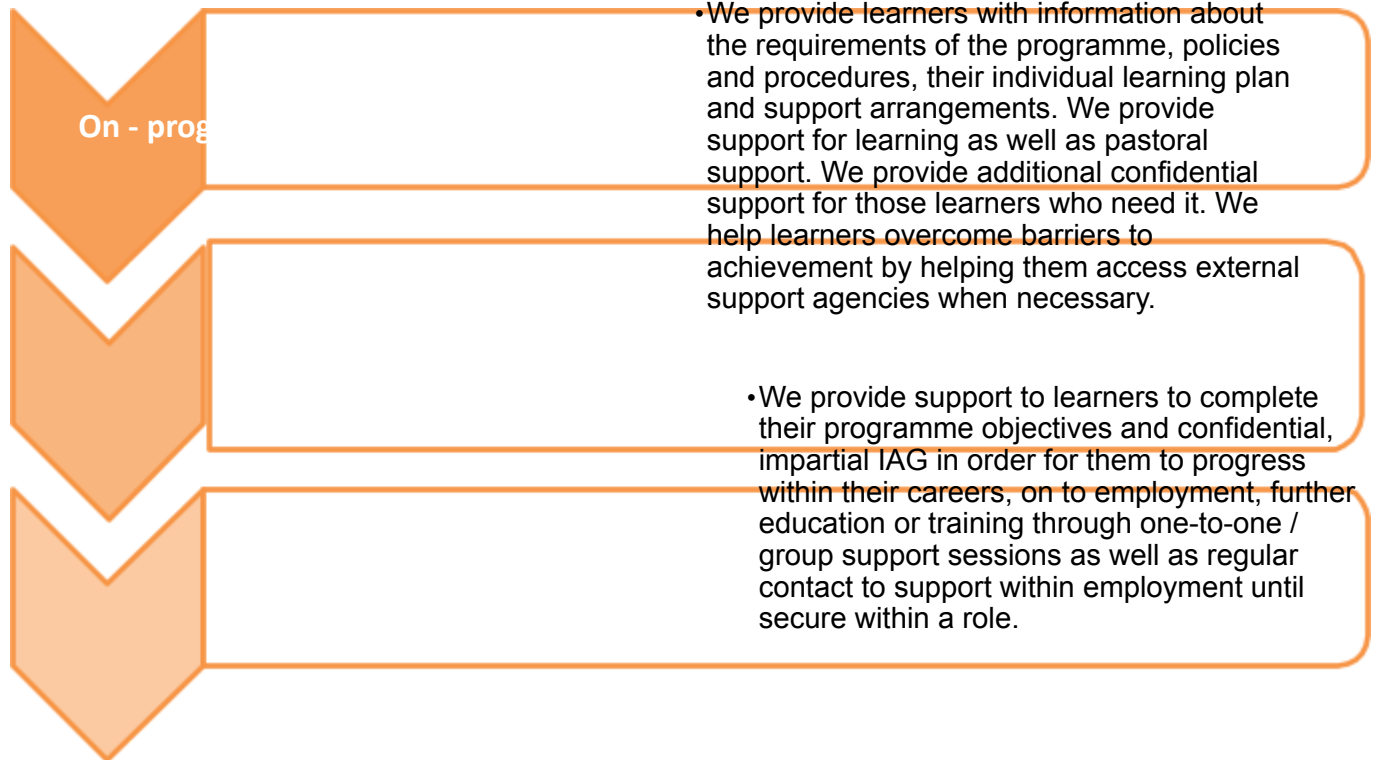 •We provide learners with information about
the requirements of the programme, policies
and procedures, their individual learning plan
On - prog
and support arrangements. We provide
support for learning as well as pastoral
support. We provide additional confidential
support for those learners who need it. We
help learners overcome barriers to
achievement by helping them access external
support agencies when necessary.
•We provide support to learners to complete
their programme objectives and confidential,
impartial IAG in order for them to progress
within their careers, on to employment, further
education or training through one-to-one /
group support sessions as well as regular
contact to support within employment until
secure within a role.